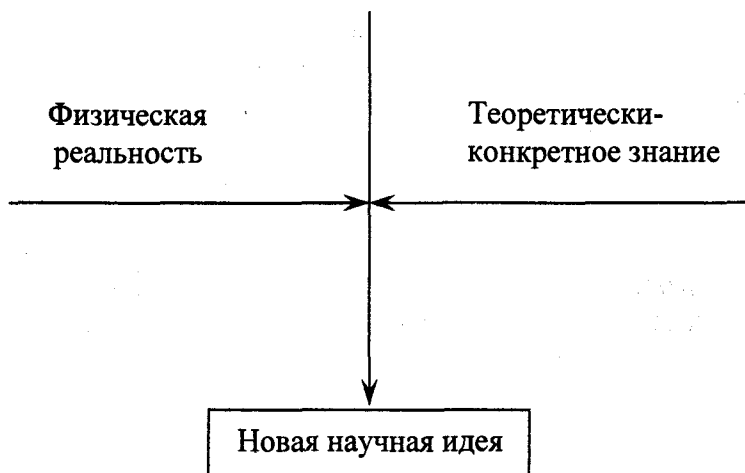 Физическая
реальность
Теоретически-
конкретное знание
Новая научная идея